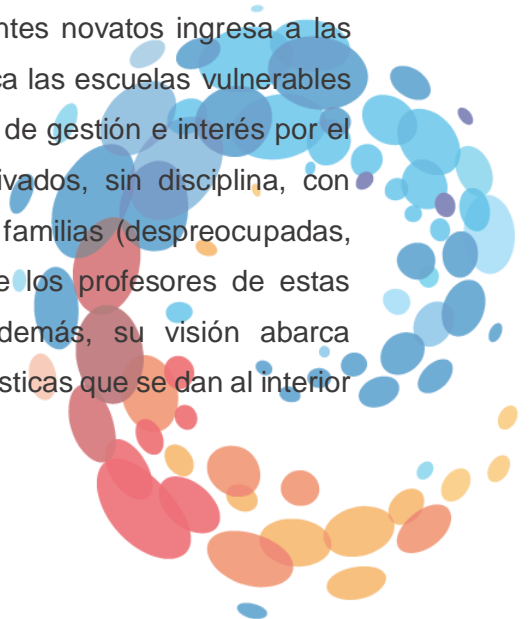 ntes novatos ingresa a las
ca las escuelas vulnerables
de gestión e interés por el
ivados, sin disciplina, con
familias (despreocupadas,
e los profesores de estas
demás, su visión abarca
sticas que se dan al interior